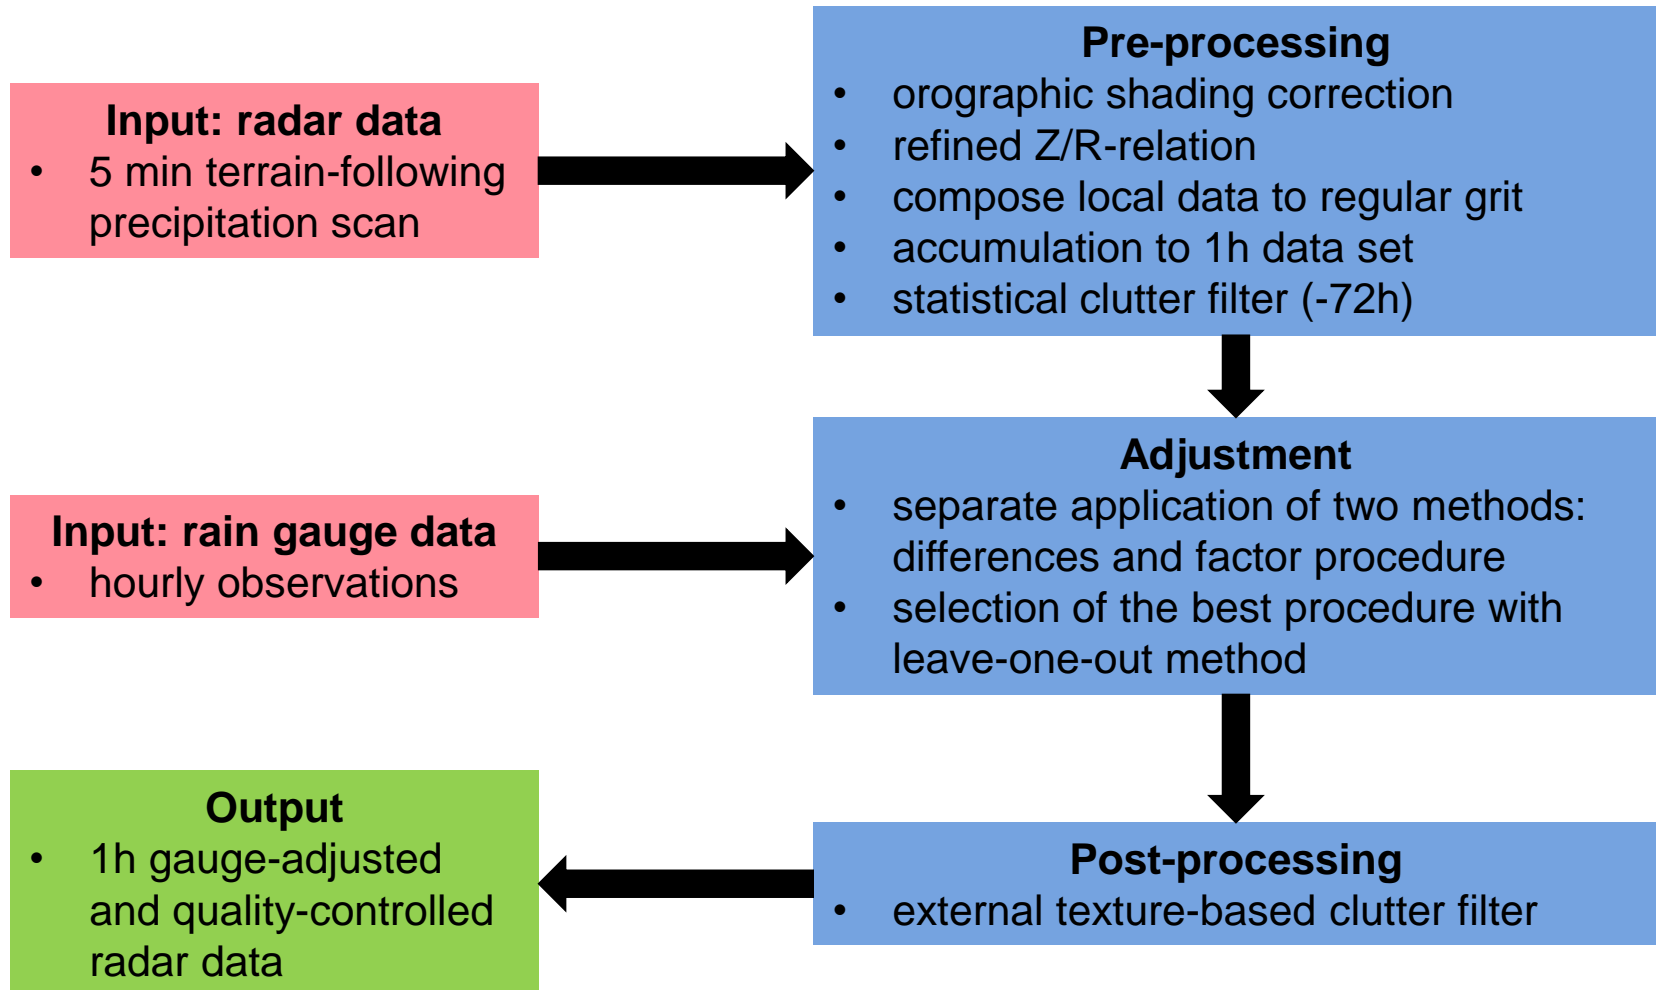 Input: radar data
• 5 min terrain-following
precipitation scan
Pre-processing
• orographic shading correction
• refined Z/R-relation
• compose local data to regular grit
• accumulation to 1h data set
• statistical clutter filter (-72h)
Input: rain gauge data
• hourly observations
Adjustment
• separate application of two methods:
differences and factor procedure
• selection of the best procedure with
leave-one-out method
Output
• 1h gauge-adjusted
and quality-controlled
radar data
Post-processing
• external texture-based clutter filter